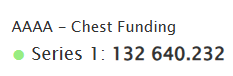 AAAA - Chest Funding
Series 1: 132 640.232